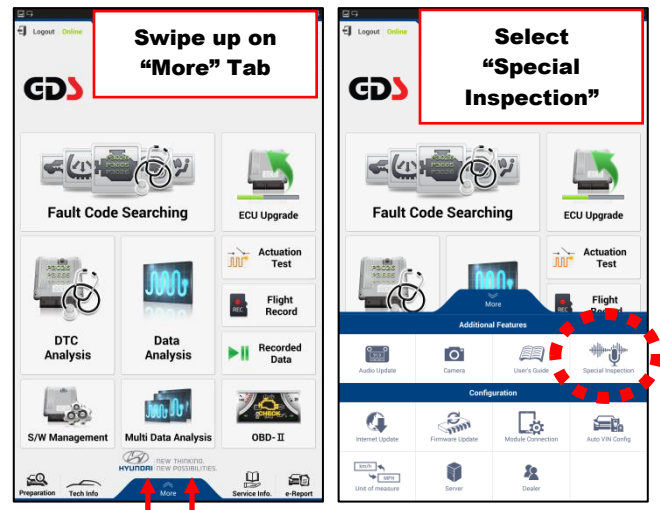 Logout Online
Swipe up on
“More” Tab
GDS
Fault Code Searching
ECU Upgrade
Actuation
Test
Flight
Record
REC
DTC
Analysis
Data
Analysis
Recorded
Data
CHECK
S/W Management
Multi Data Analysis
OBD-II
HYUNDAI
NEW THINKING.
NEW POSSIBILITIES.
Preparation
Tech Info
More
Service Info.
e-Report
Logout Online
Select
“Special
Inspection”
GDS
Fault Code Searching
ECU Upgrade
Actuation
Test
Flight
Record
More
Additional Features
Audio Update
Camera
User's Guide
Special Inspection
Configuration
Internet Update
Firmware Update
Module Connection
Auto VIN Config
km/h
MPH
Unit of measure
Server
Dealer